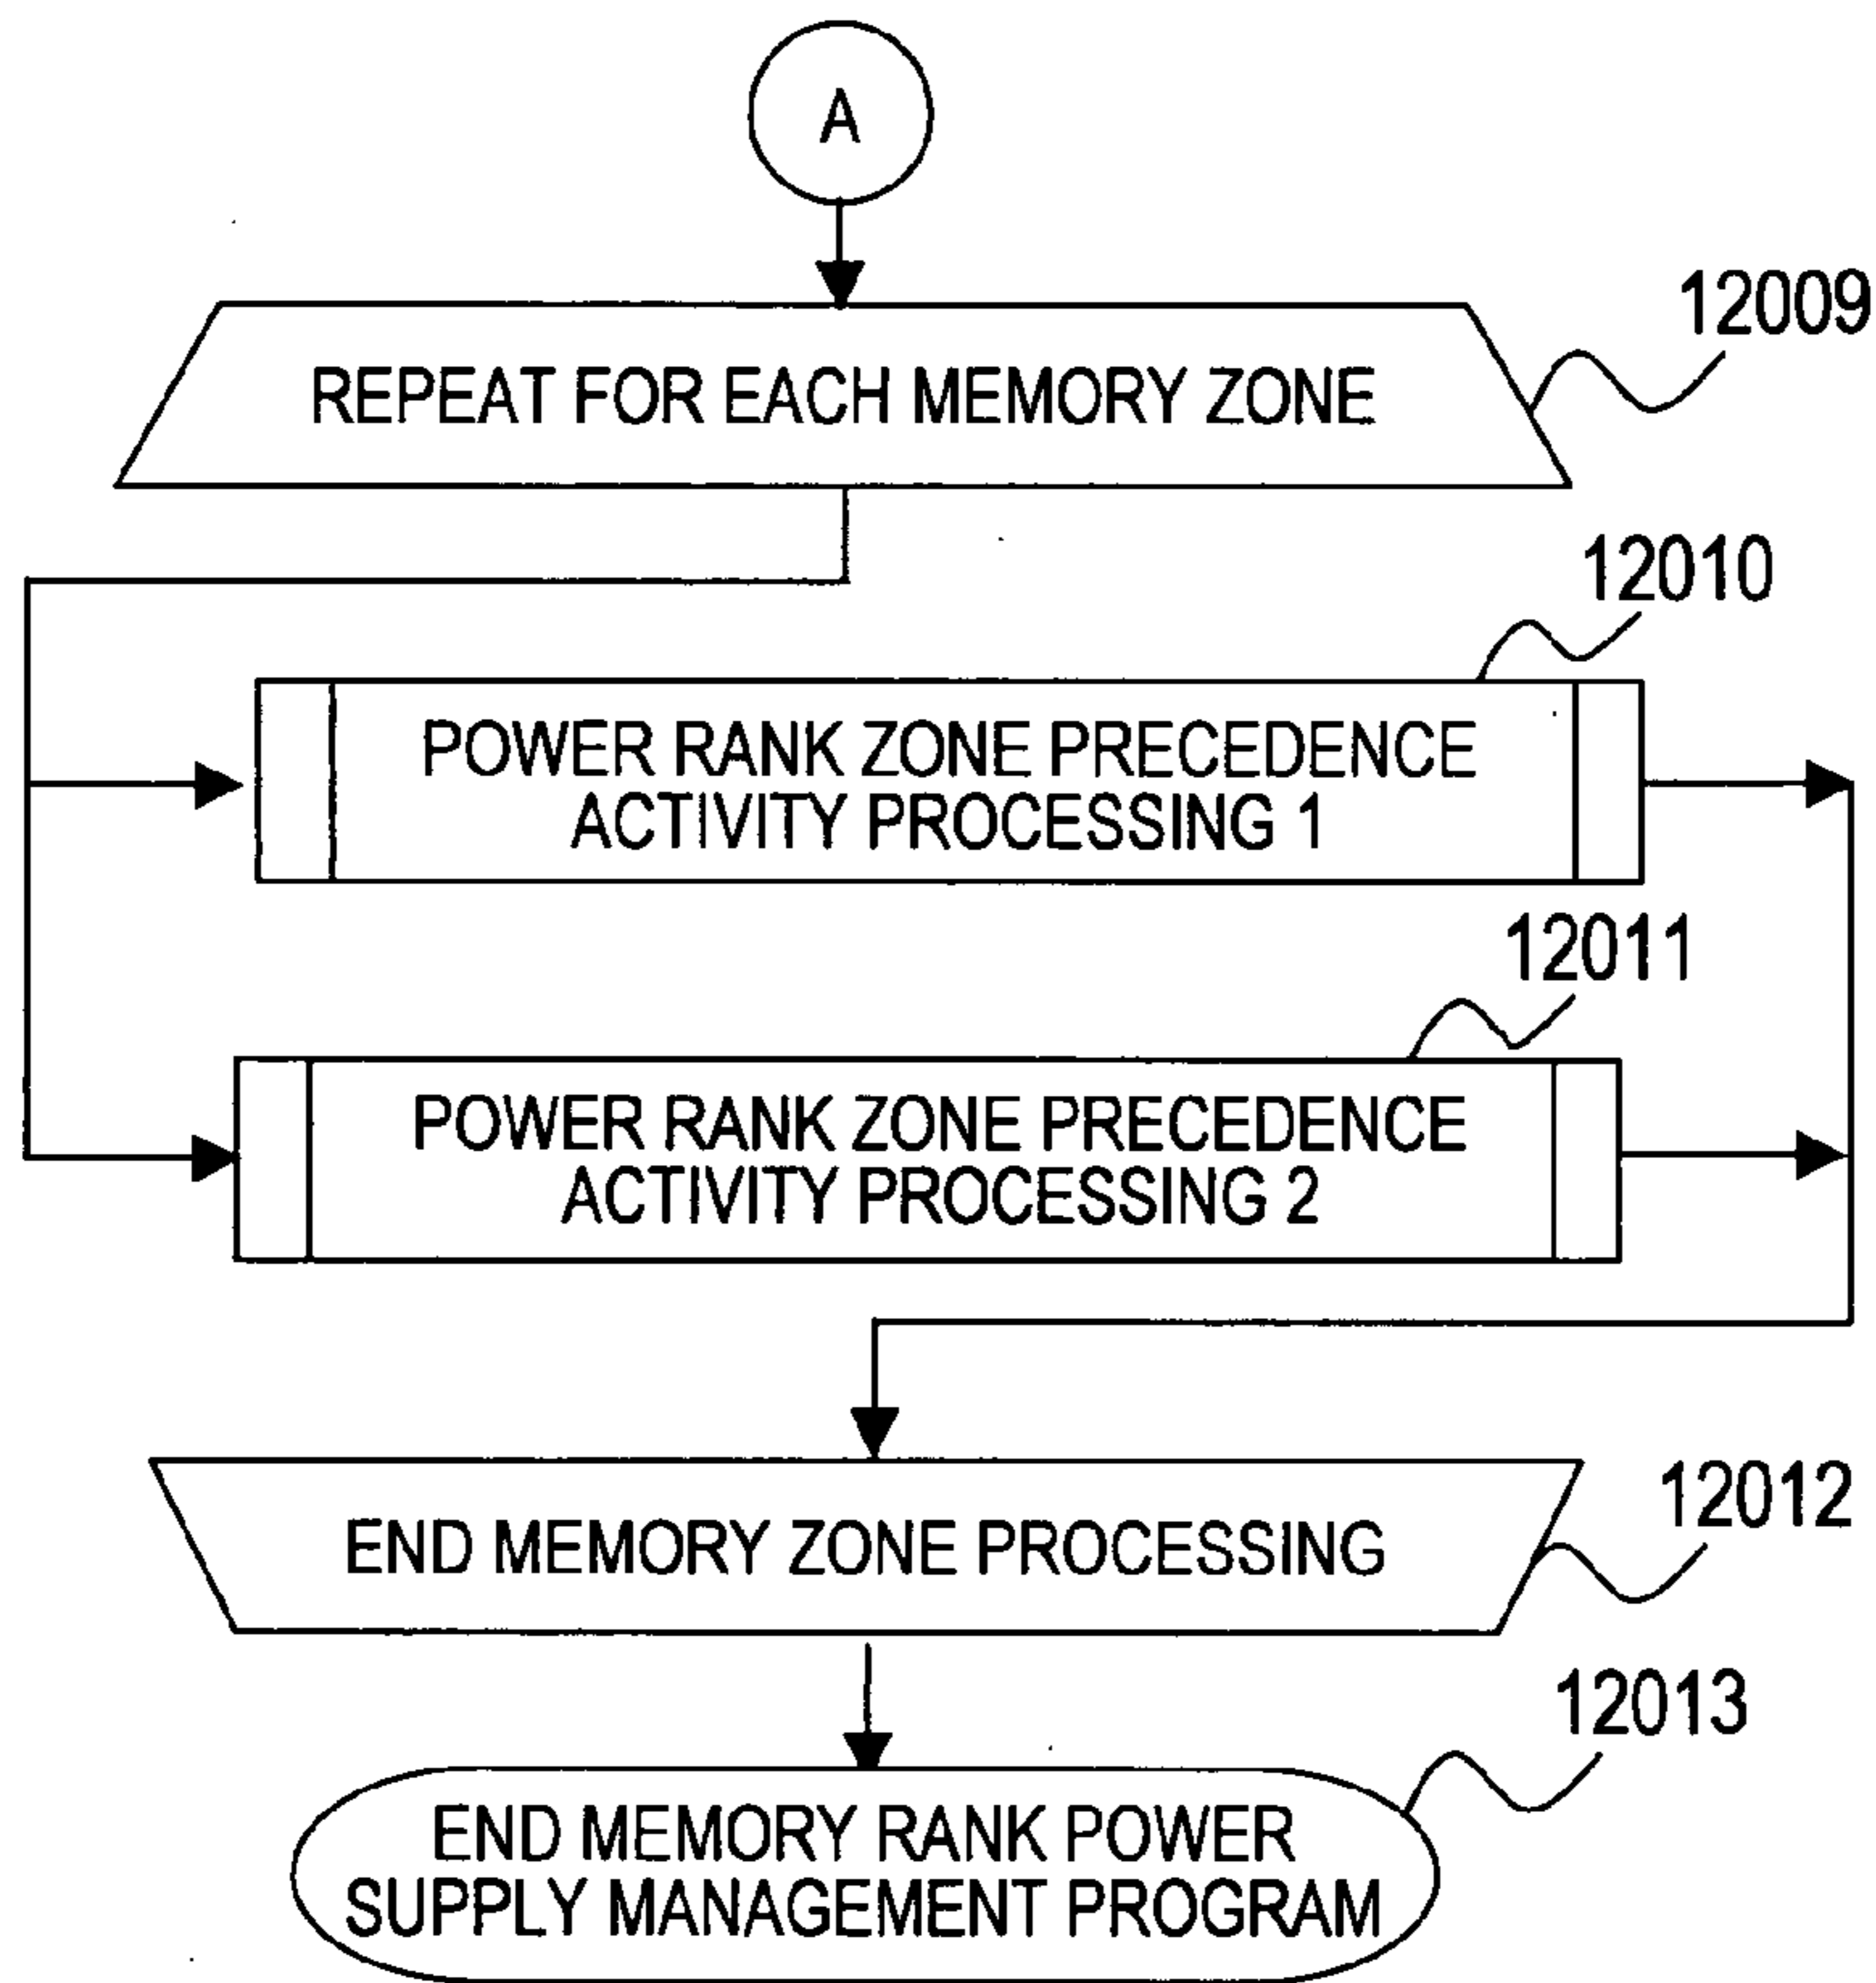 A
12009
REPEAT FOR EACH MEMORY ZONE
12010
POWER RANK ZONE PRECEDENCE
ACTIVITY PROCESSING 1
12011
POWER RANK ZONE PRECEDENCE
ACTIVITY PROCESSING 2
12012
END MEMORY ZONE PROCESSING
12013
END MEMORY RANK POWER
SUPPLY MANAGEMENT PROGRAM